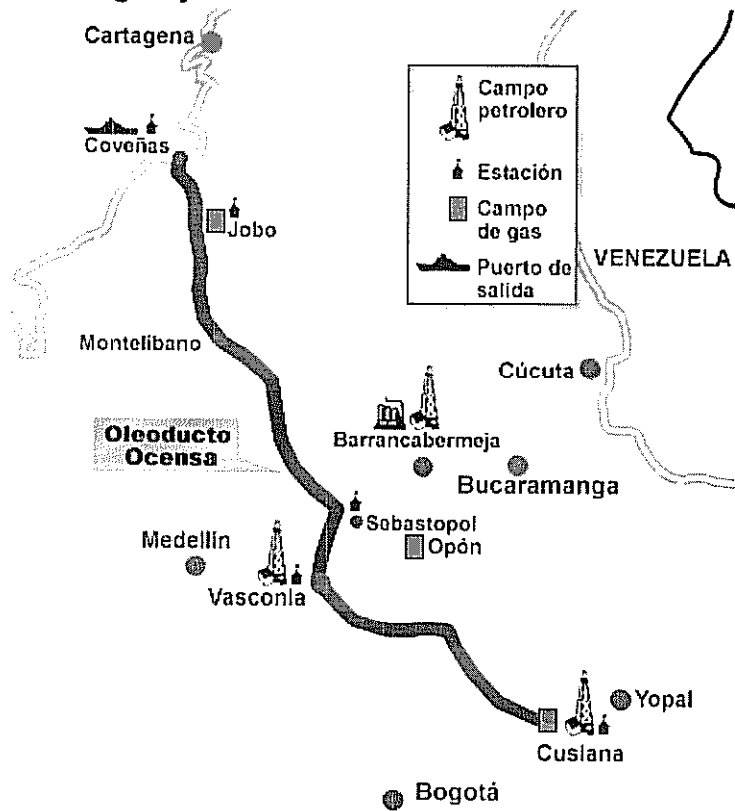 Cartagena
Coveñas
Jobo
Campo
petrolero
Estación
Campo
de gas
Puerto de
salida
VENEZUELA
Montelibano
Cúcuta
Barrancabermeja
Oleoducto
Ocensa
Bucaramanga
Sebastopol
Medellín
Opón
Vasconia
Yopal
Cusiana
Bogotá